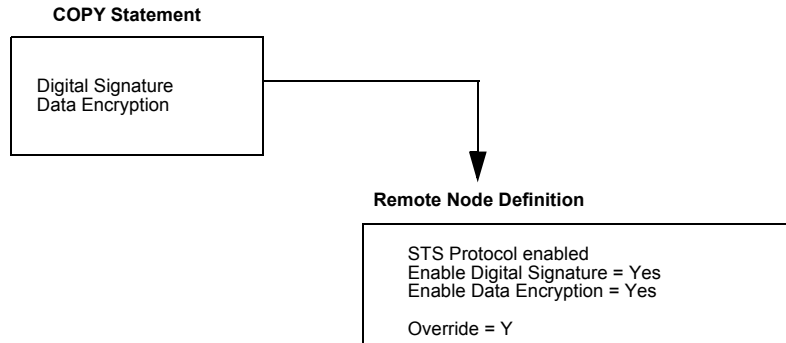 COPY Statement
Digital Signature
Data Encryption
Remote Node Definition
STS Protocol enabled
Enable Digital Signature = Yes
Enable Data Encryption = Yes
Override = Y